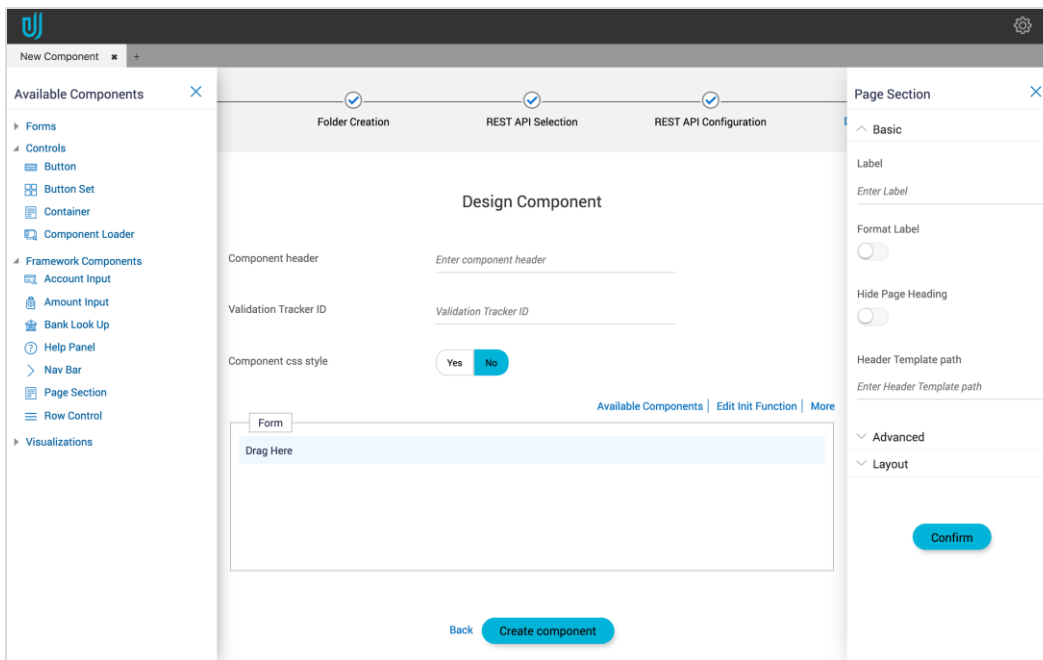 New Component
Available Components
Forms
Controls
Button
Button Set
Container
Component Loader
Framework Components
Account Input
Amount Input
Bank Look Up
Help Panel
Nav Bar
Page Section
Row Control
Visualizations
Folder Creation
REST API Selection
REST API Configuration
Design Component
Component header
Enter component header
Validation Tracker ID
Validation Tracker ID
Component css style
Yes No
Available Components | Edit Init Function | More
Form
Drag Here
Back Create component
Page Section
Basic
Label
Enter Label
Format Label
Hide Page Heading
Header Template path
Enter Header Template path
Advanced
Layout
Confirm